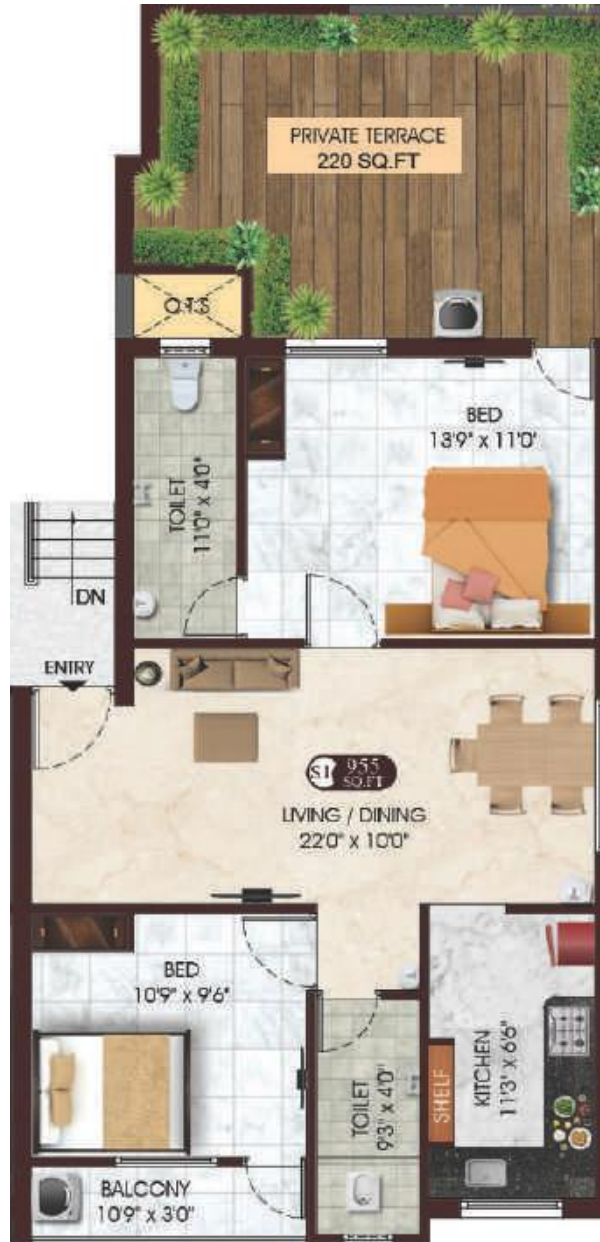 PRIVATE TERRACE
220 SQ.FT
O.T.S
BED
13'9" x 11'0'
TOILET
11'0" x 4'0"
DN
ENTRY
S1 955
SQ.FT
LIVING / DINING
22'0" x 10'0"
BED
10'9" x 9'6"
TOILET
9'3" x 4'0"
SHELF
KITCHEN
11'3" x 6'6"
BALCONY
10'9" x 3'0"